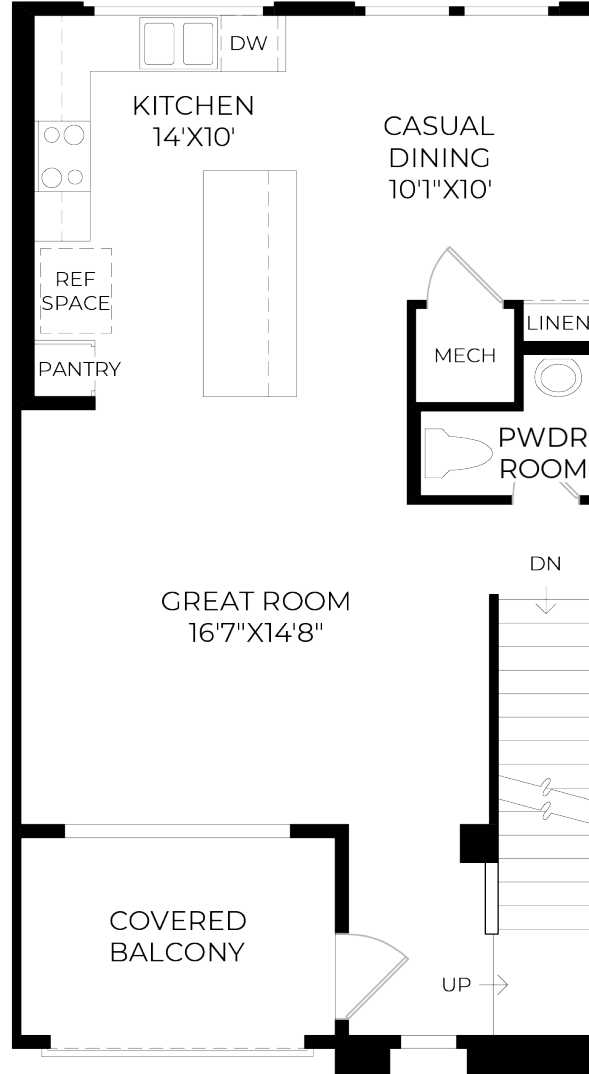 DW
KITCHEN
14'X10'
CASUAL
DINING
10'1"X10'
REF
SPACE
LINEN
MECH
PANTRY
PWDR
ROOM
DN
GREAT ROOM
16'7"X14'8"
COVERED
BALCONY
UP